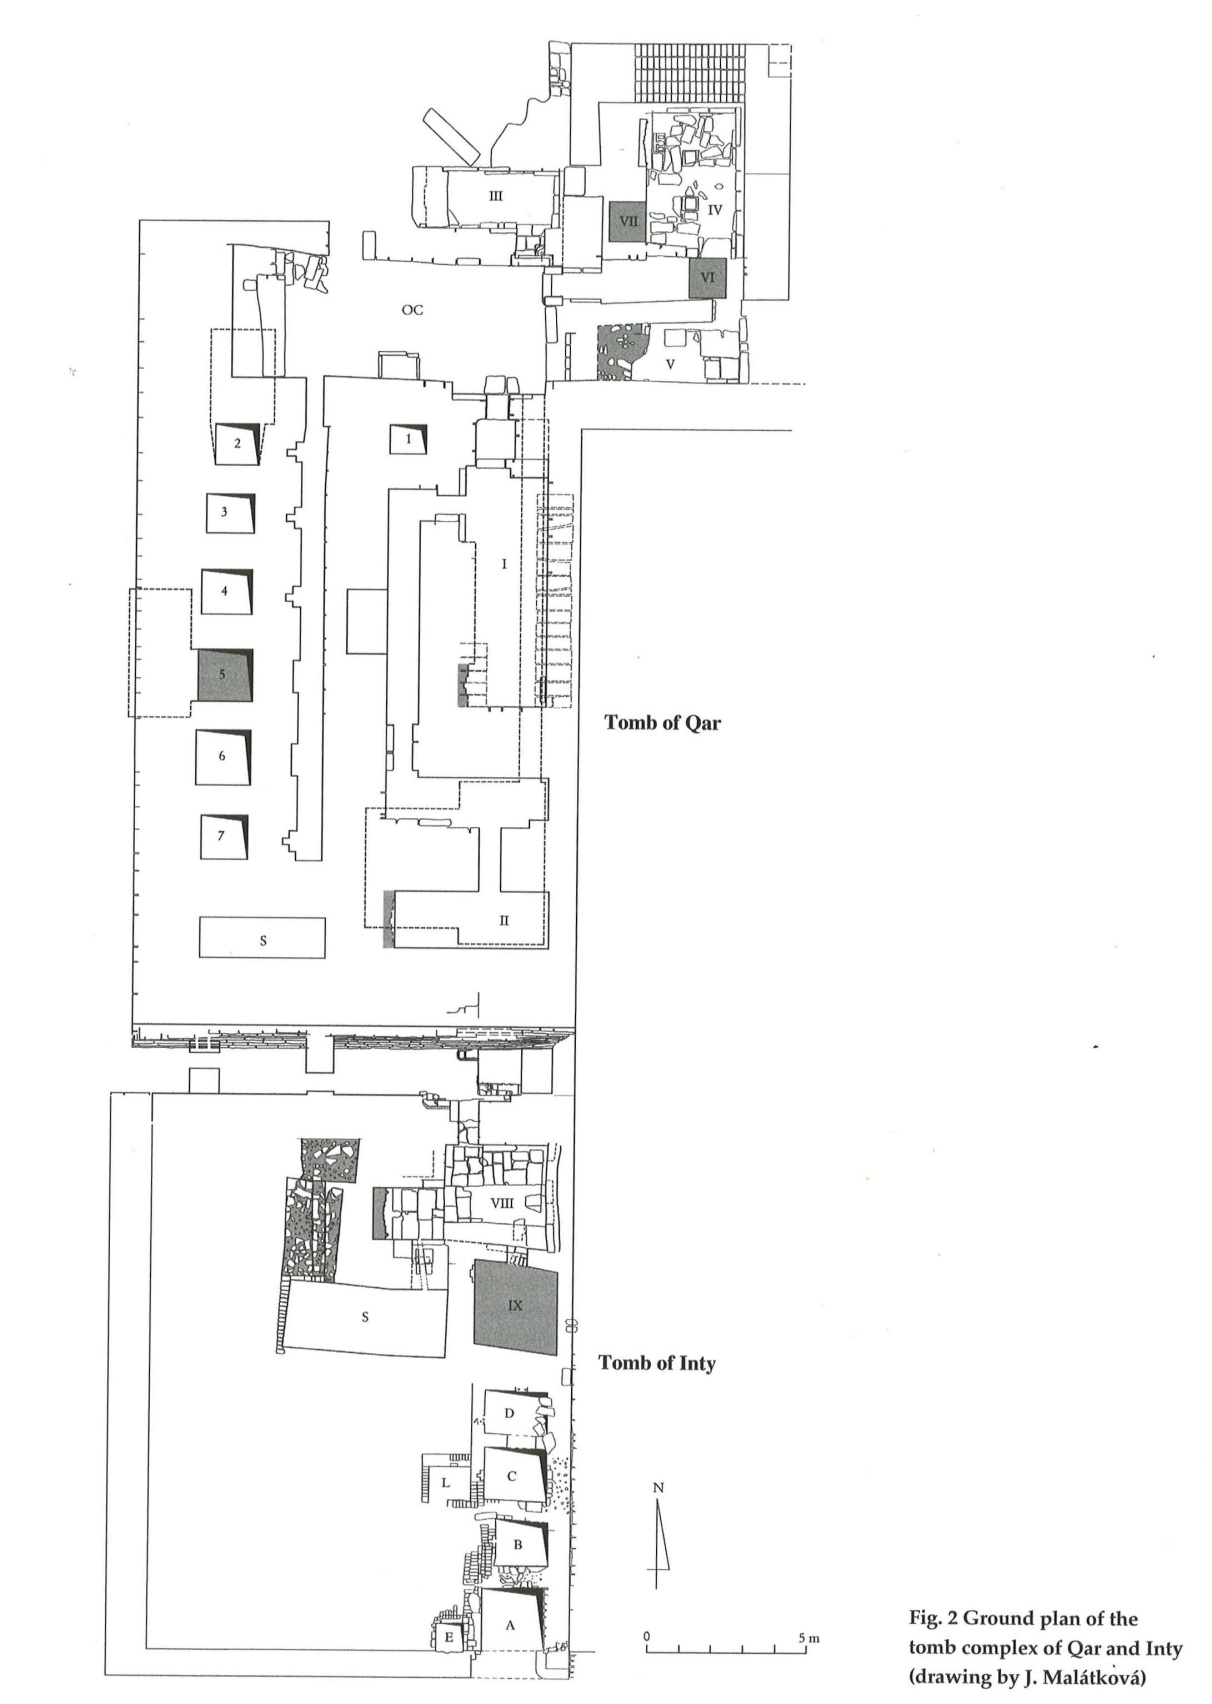 III
VII
IV
VI
OC
V
2
1
3
I
4
5
Tomb of Qar
6
7
II
S
VIII
IX
S
Tomb of Inty
D
C
L
N
B
A
E
0
5 m
Fig. 2 Ground plan of the
tomb complex of Qar and Inty
(drawing by J. Malátková)